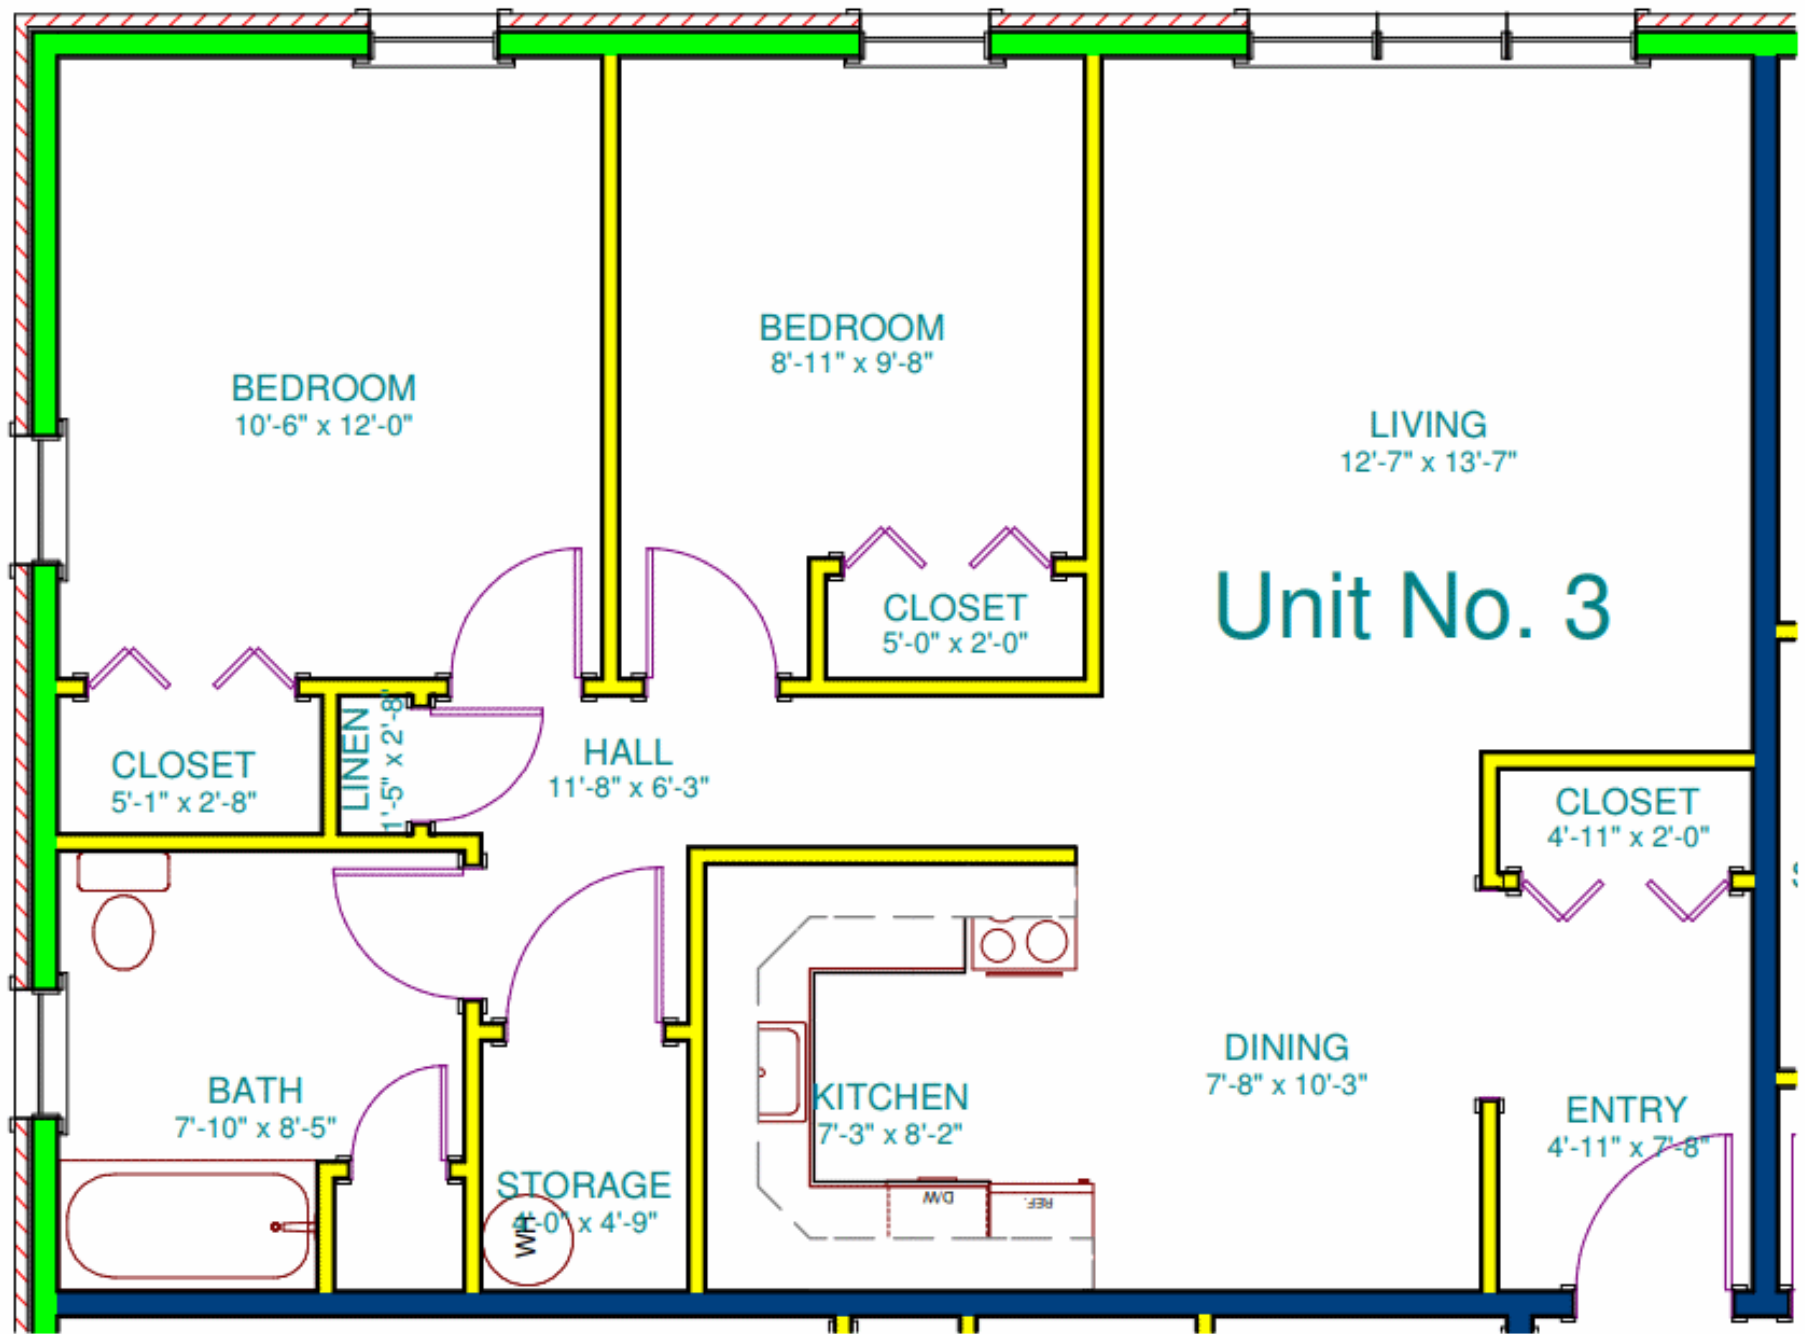 BEDROOM
10'-6" x 12'-0"
BEDROOM
8'-11" x 9'-8"
LIVING
12'-7" x 13'-7"
Unit No. 3
CLOSET
5'-0" x 2'-0"
CLOSET
5'-1" x 2'-8"
LINEN
1'-5" x 2'-8"
HALL
11'-8" x 6'-3"
CLOSET
4'-11" x 2'-0"
BATH
7'-10" x 8'-5"
STORAGE
4'-0" x 4'-9"
WH
KITCHEN
7'-3" x 8'-2"
D/W
REF.
DINING
7'-8" x 10'-3"
ENTRY
4'-11" x 7'-8"